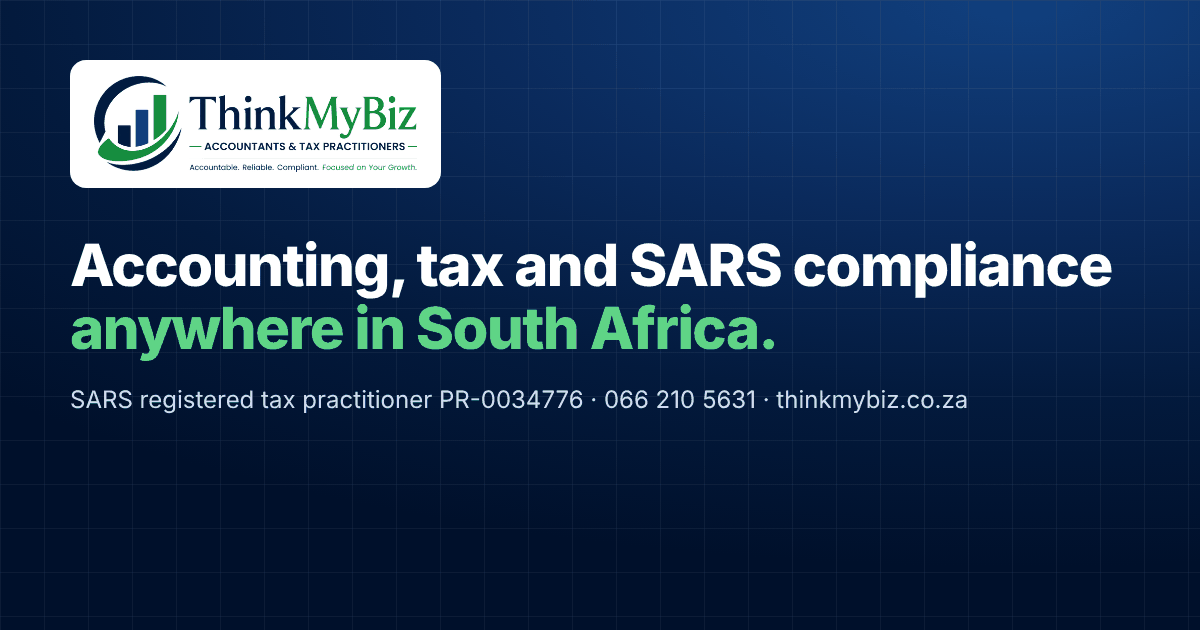 ThinkMyBiz
ACCOUNTANTS & TAX PRACTITIONERS
Accountable. Reliable. Compliant. Focused on Your Growth.
Accounting, tax and SARS compliance
anywhere in South Africa.
SARS registered tax practitioner PR-0034776 · 066 210 5631 · thinkmybiz.co.za